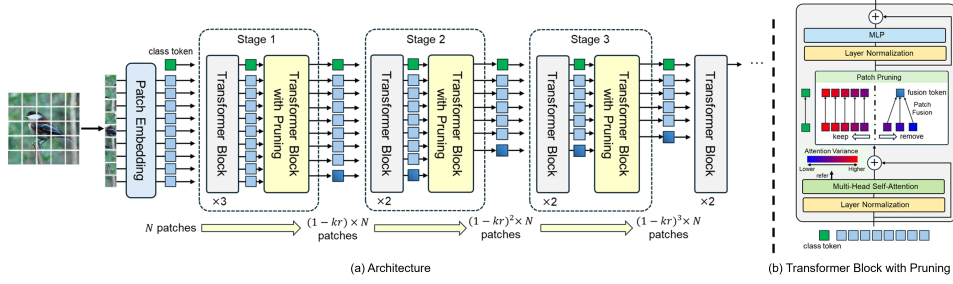 class token
Patch Embedding
Stage 1
Transformer Block
×3
Transformer Block
with Pruning
Stage 2
Transformer Block
×2
Transformer Block
with Pruning
Stage 3
Transformer Block
×2
Transformer Block
with Pruning
Transformer Block
×2
...
N patches
(1 − kr) × N
patches
(1 − kr)² × N
patches
(1 − kr)³ × N
patches
(a) Architecture
MLP
Layer Normalization
Patch Pruning
fusion token
Patch
Fusion
keep
remove
Attention Variance
Lower
Higher
refer
Multi-Head Self-Attention
Layer Normalization
class token
(b) Transformer Block with Pruning